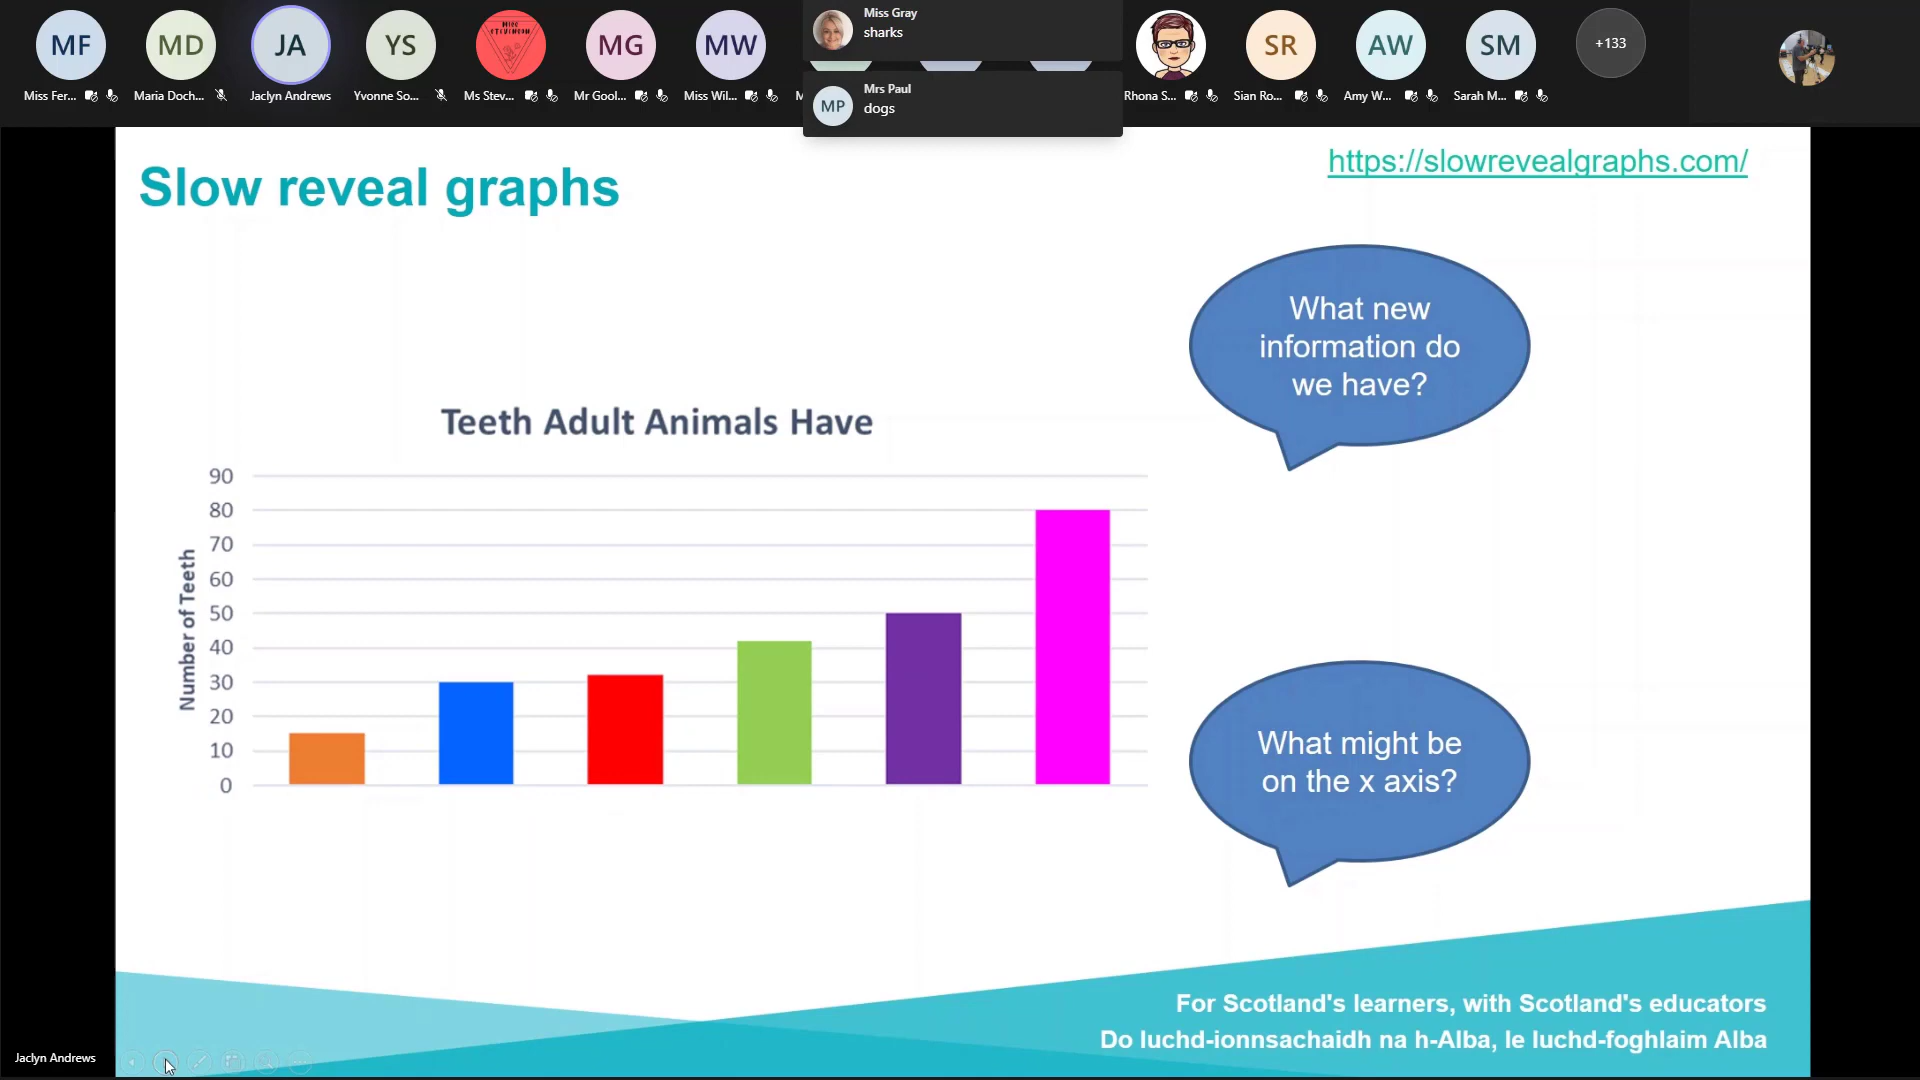 MF
MD
JA
YS
MISS
STEVENSON
MG
MW
Miss Gray
sharks
SR
AW
SM
+133
Miss Fer...
Maria Doch...
Jaclyn Andrews
Yvonne So...
Ms Stev...
Mr Gool...
Miss Wil...
M
MP
Mrs Paul
dogs
Rhona S...
Sian Ro...
Amy W...
Sarah M...
Slow reveal graphs
https://slowrevealgraphs.com/
What new
information do
we have?
Teeth Adult Animals Have
Number of Teeth
90
80
70
60
50
40
30
20
10
0
What might be
on the x axis?
For Scotland's learners, with Scotland's educators
Do luchd-ionnsachaidh na h-Alba, le luchd-foghlaim Alba
Jaclyn Andrews